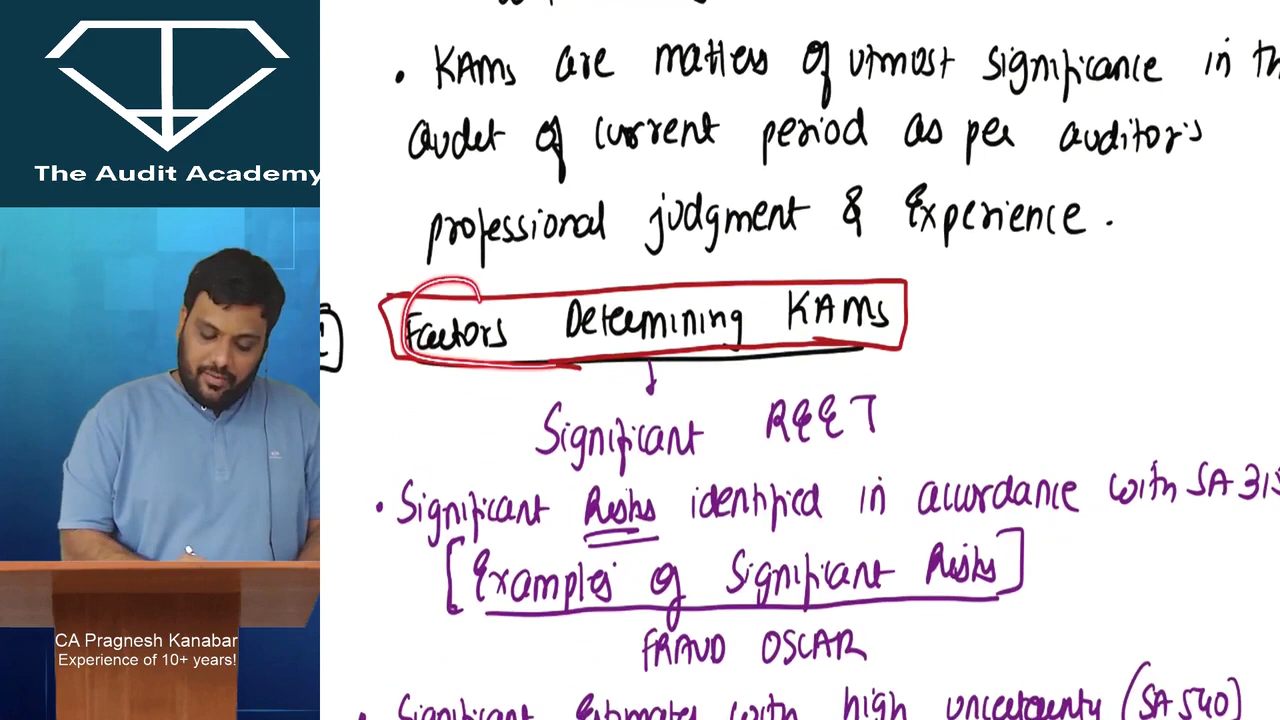 The Audit Academy
• KAMs are matters of utmost significance in th
audit of current period as per auditor's
professional judgment & Experience.
Factors Determining KAMs
Significant REET
• Significant Risks identified in accordance with SA 315
[Examples of Significant Risks]
FRAUD OSCAR
• Significant Estimates with high uncertainty (SA 540)
CA Pragnesh Kanabar
Experience of 10+ years!